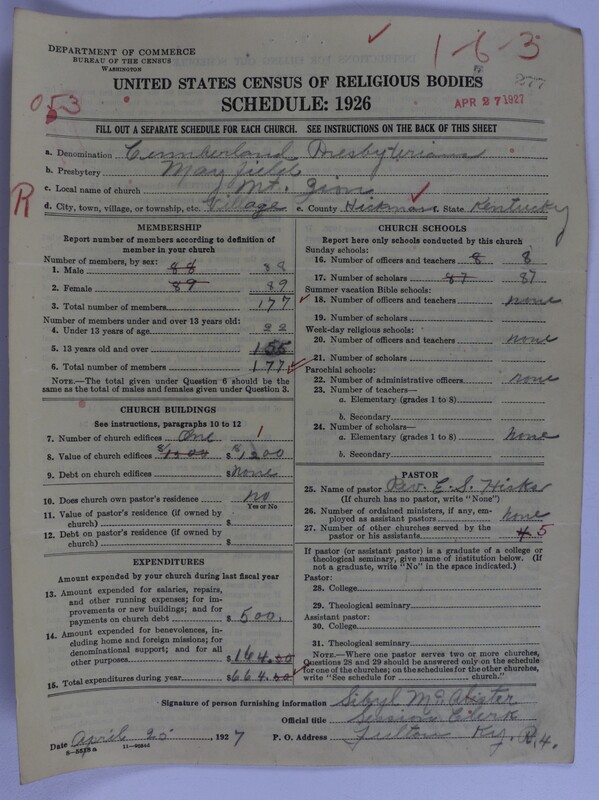 DEPARTMENT OF COMMERCE
BUREAU OF THE CENSUS
WASHINGTON
1-6-3
277
053
UNITED STATES CENSUS OF RELIGIOUS BODIES
SCHEDULE: 1926
APR 27 1927
FILL OUT A SEPARATE SCHEDULE FOR EACH CHURCH. SEE INSTRUCTIONS ON THE BACK OF THIS SHEET
a. Denomination Cumberland Presbyterian
b. Presbytery Mayfield
c. Local name of church Mt. Zion
R
d. City, town, village, or township, etc. Village e. County Hickman f. State Kentucky
MEMBERSHIP
Report number of members according to definition of member in your church
Number of members, by sex:
1. Male 88 88
2. Female 89 89
3. Total number of members 177
Number of members under and over 13 years old:
4. Under 13 years of age 22
5. 13 years old and over 155
6. Total number of members 177
NOTE.—The total given under Question 6 should be the same as the total of males and females given under Question 3.
CHURCH BUILDINGS
See instructions, paragraphs 10 to 12
7. Number of church edifices One 1
8. Value of church edifices $1500 $1200
9. Debt on church edifices $ None
10. Does church own pastor's residence No
Yes or No
11. Value of pastor's residence (if owned by church) $
12. Debt on pastor's residence (if owned by church) $
EXPENDITURES
Amount expended by your church during last fiscal year
13. Amount expended for salaries, repairs, and other running expenses; for improvements or new buildings; and for payments on church debt $ 500.
14. Amount expended for benevolences, including home and foreign missions; for denominational support; and for all other purposes $ 164.00
15. Total expenditures during year $ 664.00
CHURCH SCHOOLS
Report here only schools conducted by this church
Sunday schools:
16. Number of officers and teachers 8 8
17. Number of scholars 87 87
Summer vacation Bible schools:
18. Number of officers and teachers none
19. Number of scholars
Week-day religious schools:
20. Number of officers and teachers none
21. Number of scholars
Parochial schools:
22. Number of administrative officers none
23. Number of teachers—
a. Elementary (grades 1 to 8)
b. Secondary
24. Number of scholars—
a. Elementary (grades 1 to 8) None
b. Secondary
PASTOR
25. Name of pastor Rev. E. S. Hicks
(If church has no pastor, write "None")
26. Number of ordained ministers, if any, employed as assistant pastors None
27. Number of other churches served by the pastor or his assistants 4 5
If pastor (or assistant pastor) is a graduate of a college or theological seminary, give name of institution below. (If not a graduate, write "No" in the space indicated.)
Pastor:
28. College
29. Theological seminary
Assistant pastor:
30. College
31. Theological seminary
NOTE.—Where one pastor serves two or more churches, Questions 28 and 29 should be answered only on the schedule for one of the churches; on the schedules for the other churches, write "See schedule for church."
Signature of person furnishing information Sibyl McAlister
Official title Session Clerk
Date April 20, 1927 P. O. Address Fulton Ky. R. 4.